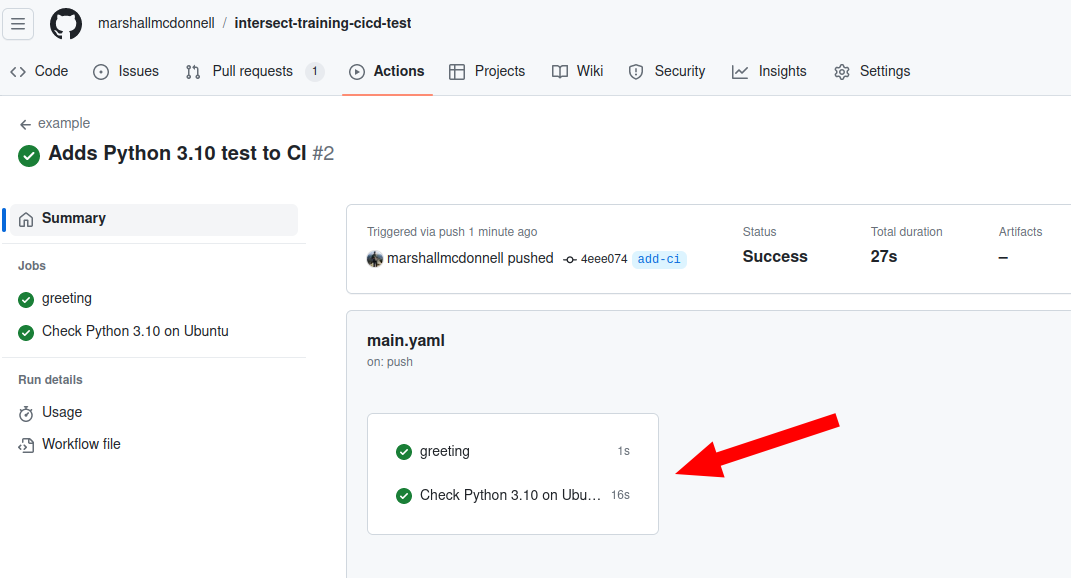 marshallmcdonnell / intersect-training-cicd-test
Code Issues Pull requests 1 Actions Projects Wiki Security Insights Settings
example
Adds Python 3.10 test to CI #2
Summary
Jobs
greeting
Check Python 3.10 on Ubuntu
Run details
Usage
Workflow file
Triggered via push 1 minute ago
marshallmcdonnell pushed 4eee074 add-ci
Status
Success
Total duration
27s
Artifacts
–
main.yaml
on: push
greeting 1s
Check Python 3.10 on Ubu... 16s